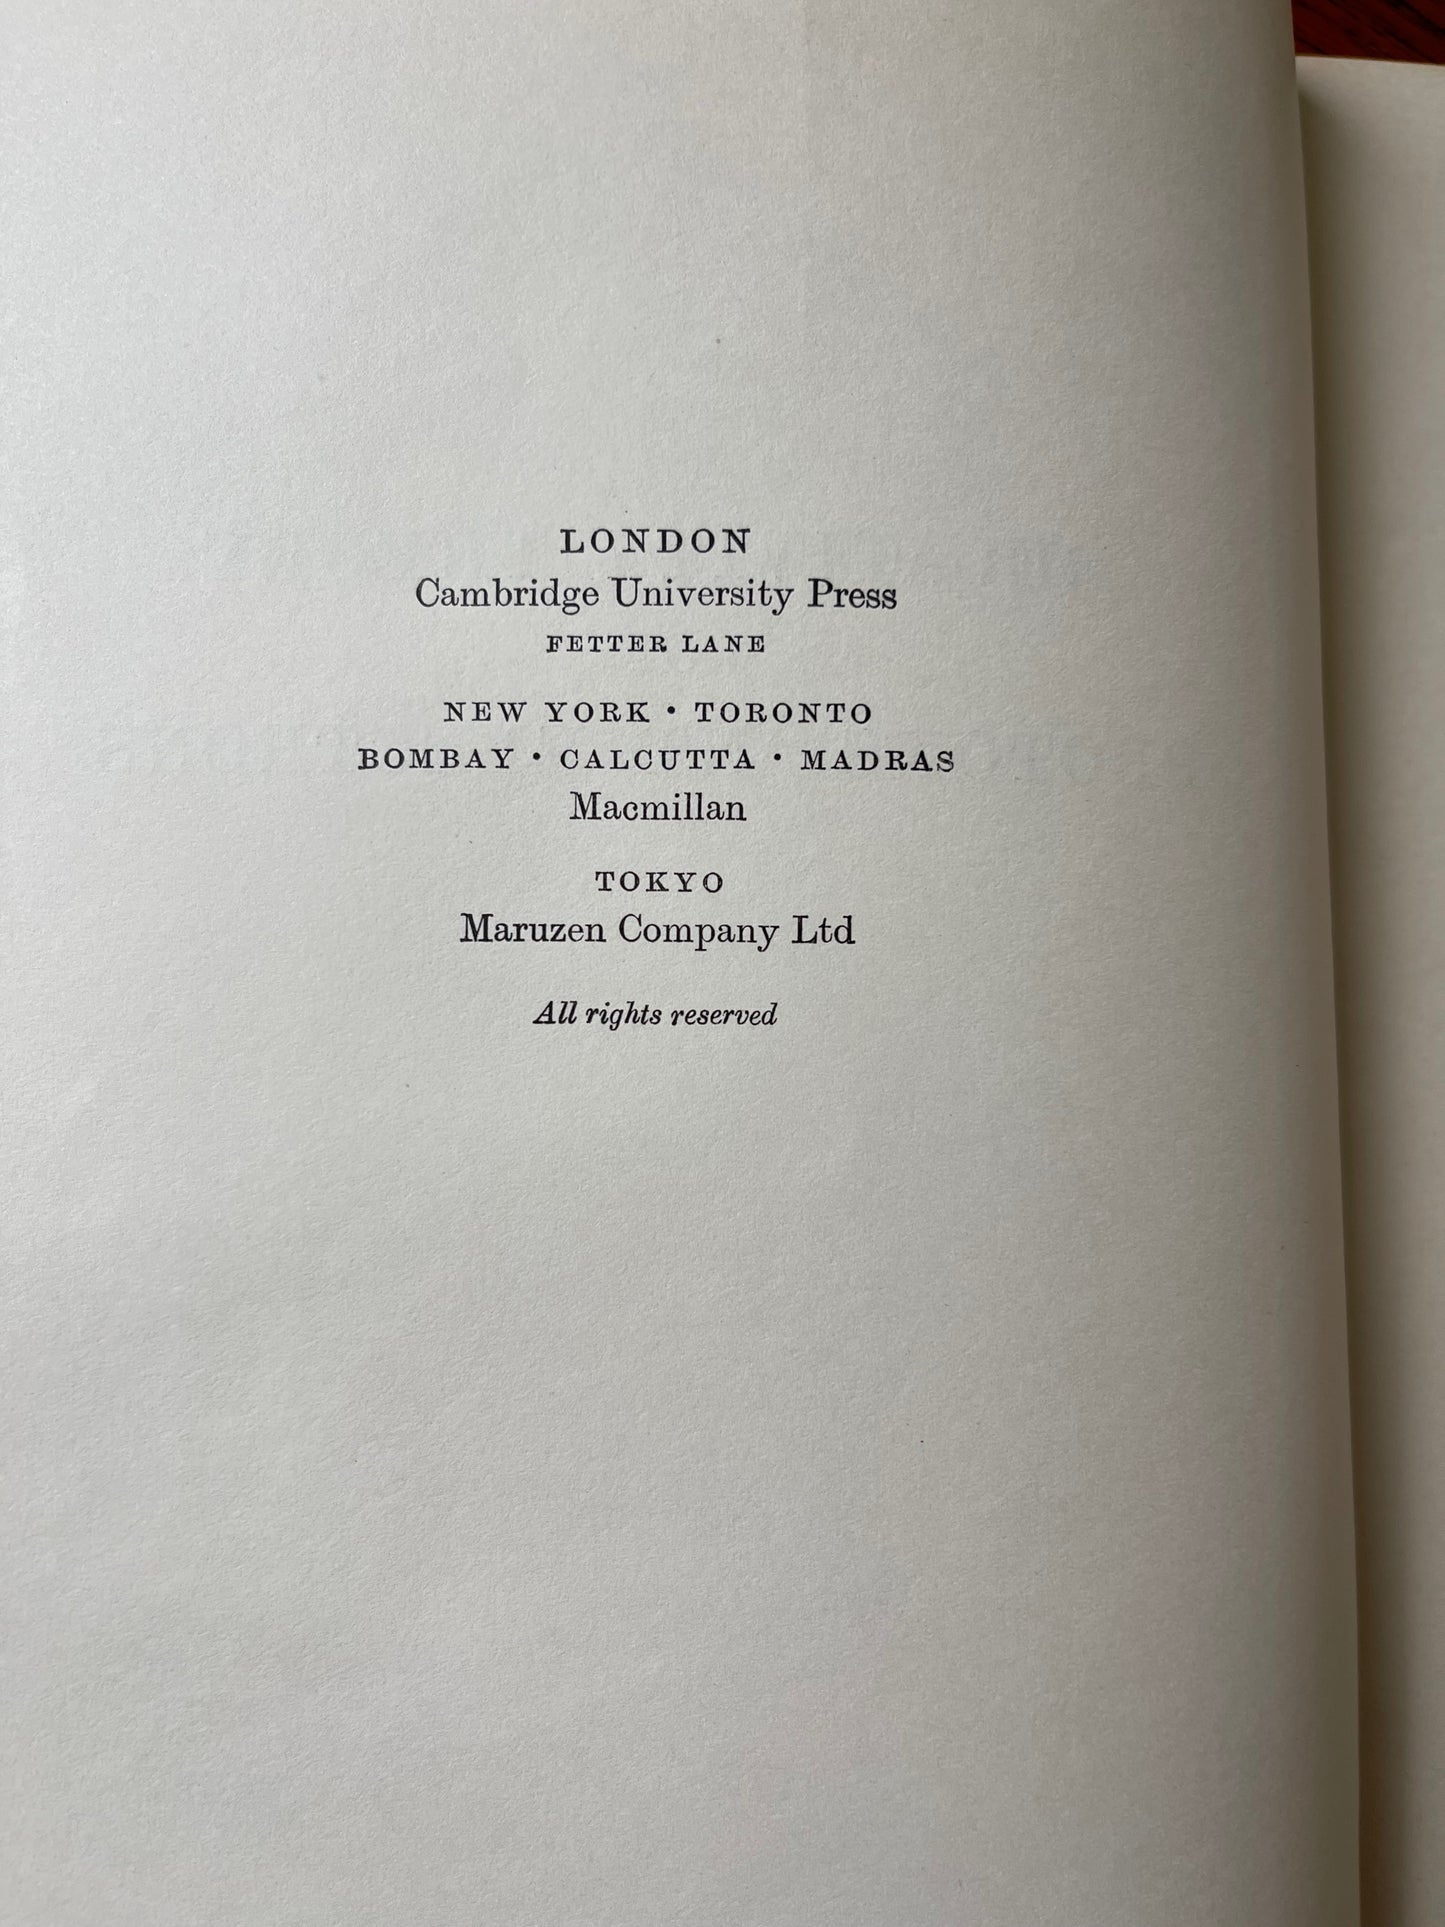 LONDON
Cambridge University Press
FETTER LANE
NEW YORK • TORONTO
BOMBAY • CALCUTTA • MADRAS
Macmillan
TOKYO
Maruzen Company Ltd
All rights reserved